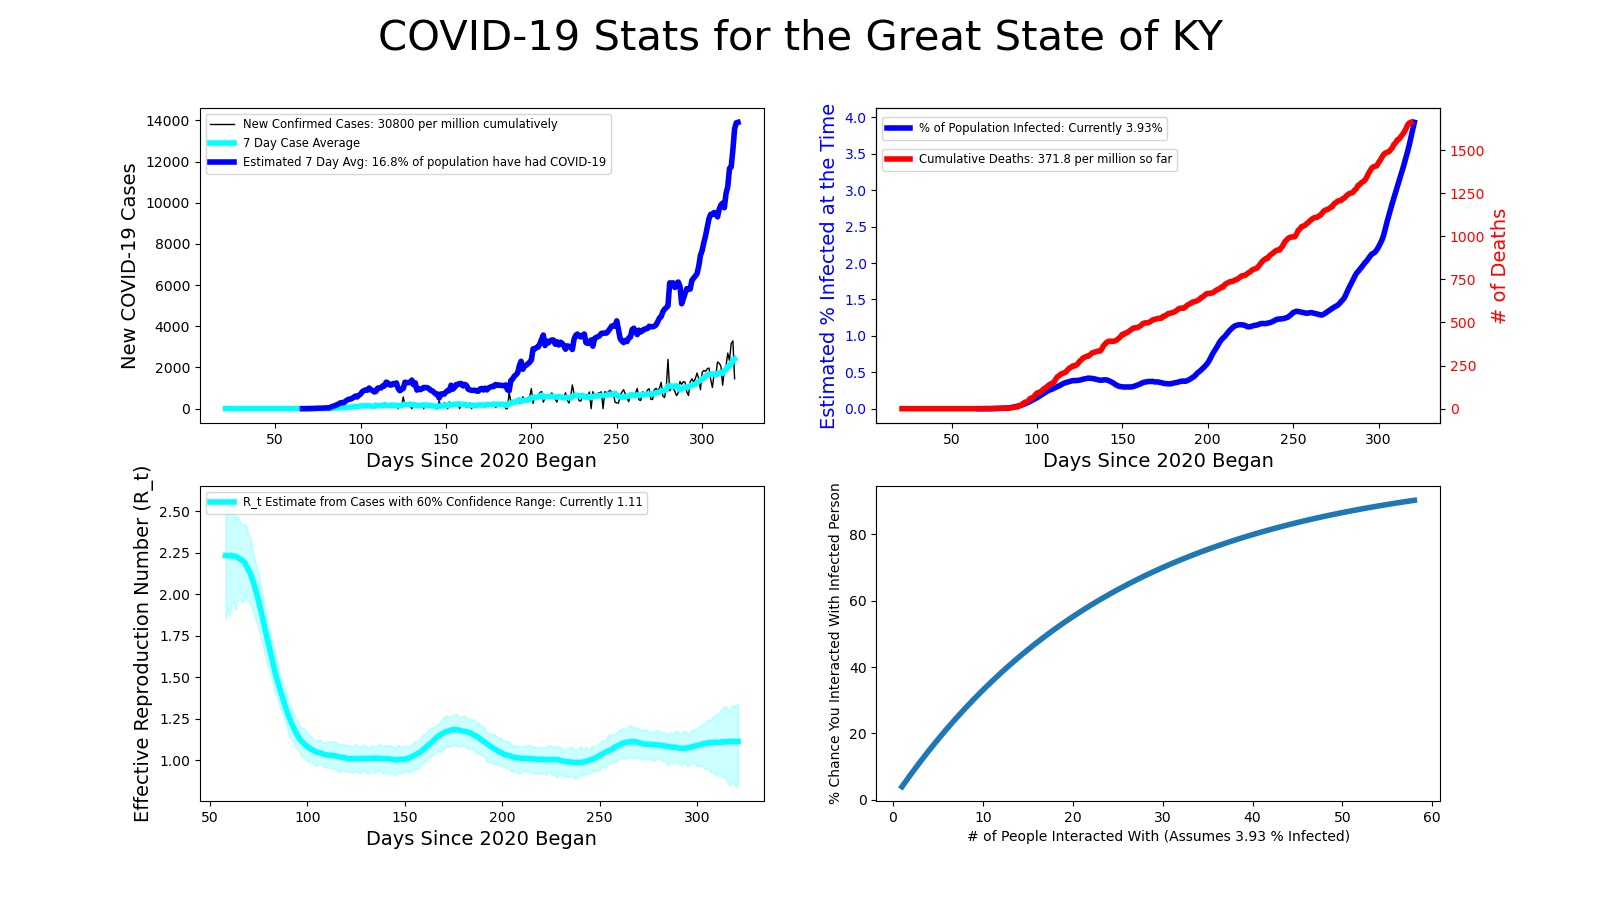 COVID-19 Stats for the Great State of KY
New COVID-19 Cases
14000
12000
10000
8000
6000
4000
2000
0
New Confirmed Cases: 30800 per million cumulatively
7 Day Case Average
Estimated 7 Day Avg: 16.8% of population have had COVID-19
50 100 150 200 250 300
Days Since 2020 Began
Estimated % Infected at the Time
4.0
3.5
3.0
2.5
2.0
1.5
1.0
0.5
0.0
% of Population Infected: Currently 3.93%
Cumulative Deaths: 371.8 per million so far
1500
1250
1000
750
500
250
0
# of Deaths
50 100 150 200 250 300
Days Since 2020 Began
Effective Reproduction Number (R_t)
2.50
2.25
2.00
1.75
1.50
1.25
1.00
R_t Estimate from Cases with 60% Confidence Range: Currently 1.11
50 100 150 200 250 300
Days Since 2020 Began
% Chance You Interacted With Infected Person
80
60
40
20
0
0 10 20 30 40 50 60
# of People Interacted With (Assumes 3.93 % Infected)